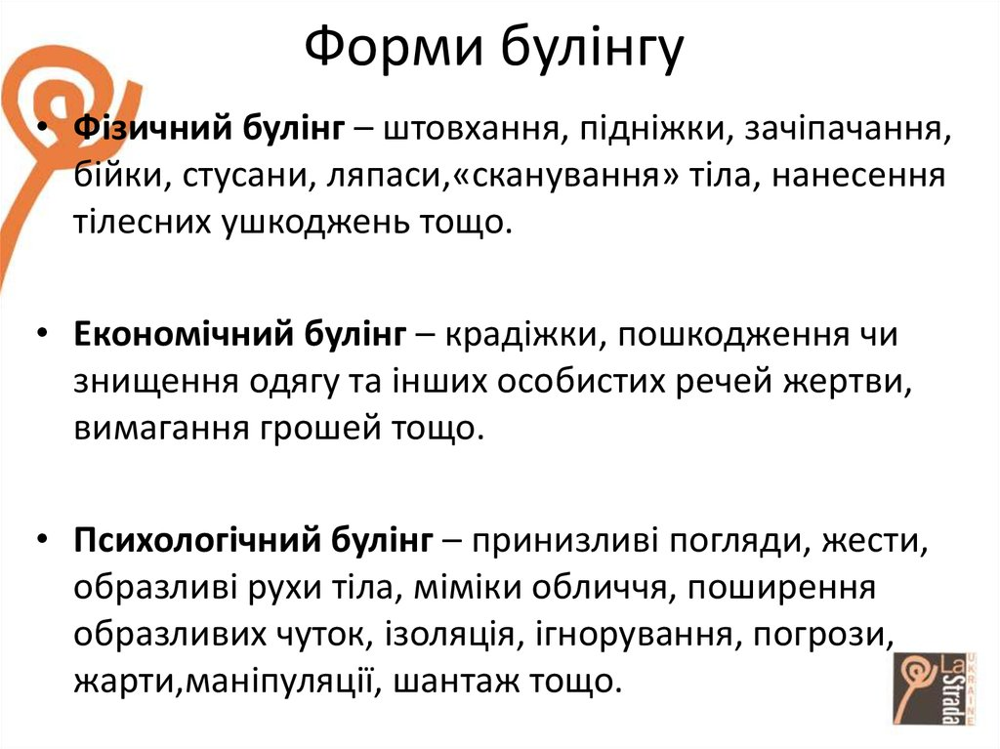 Форми булінгу
• Фізичний булінг – штовхання, підніжки, зачіпачання,
бійки, стусани, ляпаси,«сканування» тіла, нанесення
тілесних ушкоджень тощо.
• Економічний булінг – крадіжки, пошкодження чи
знищення одягу та інших особистих речей жертви,
вимагання грошей тощо.
• Психологічний булінг – принизливі погляди, жести,
образливі рухи тіла, міміки обличчя, поширення
образливих чуток, ізоляція, ігнорування, погрози,
жарти,маніпуляції, шантаж тощо.
La
Strada
UKRAINE